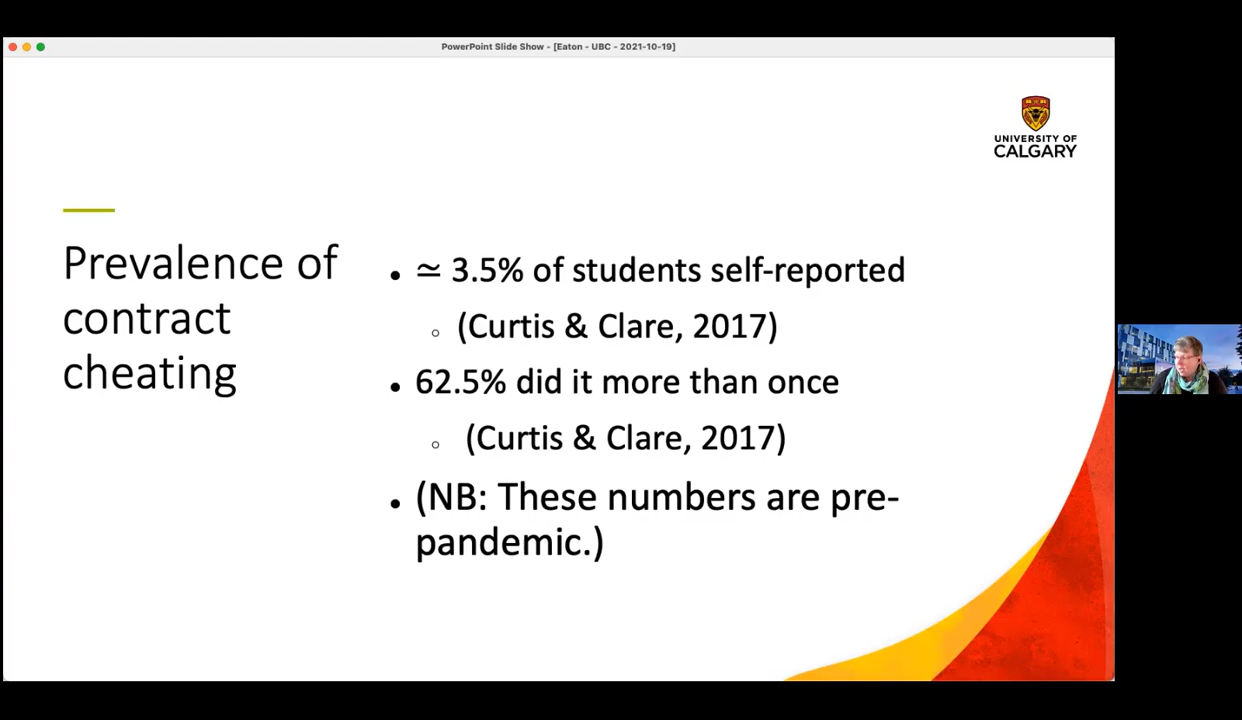 PowerPoint Slide Show - [Eaton - UBC - 2021-10-19]
UNIVERSITY OF
CALGARY
Prevalence of
contract
cheating
• ≃ 3.5% of students self-reported
○ (Curtis & Clare, 2017)
• 62.5% did it more than once
○ (Curtis & Clare, 2017)
• (NB: These numbers are pre-
pandemic.)